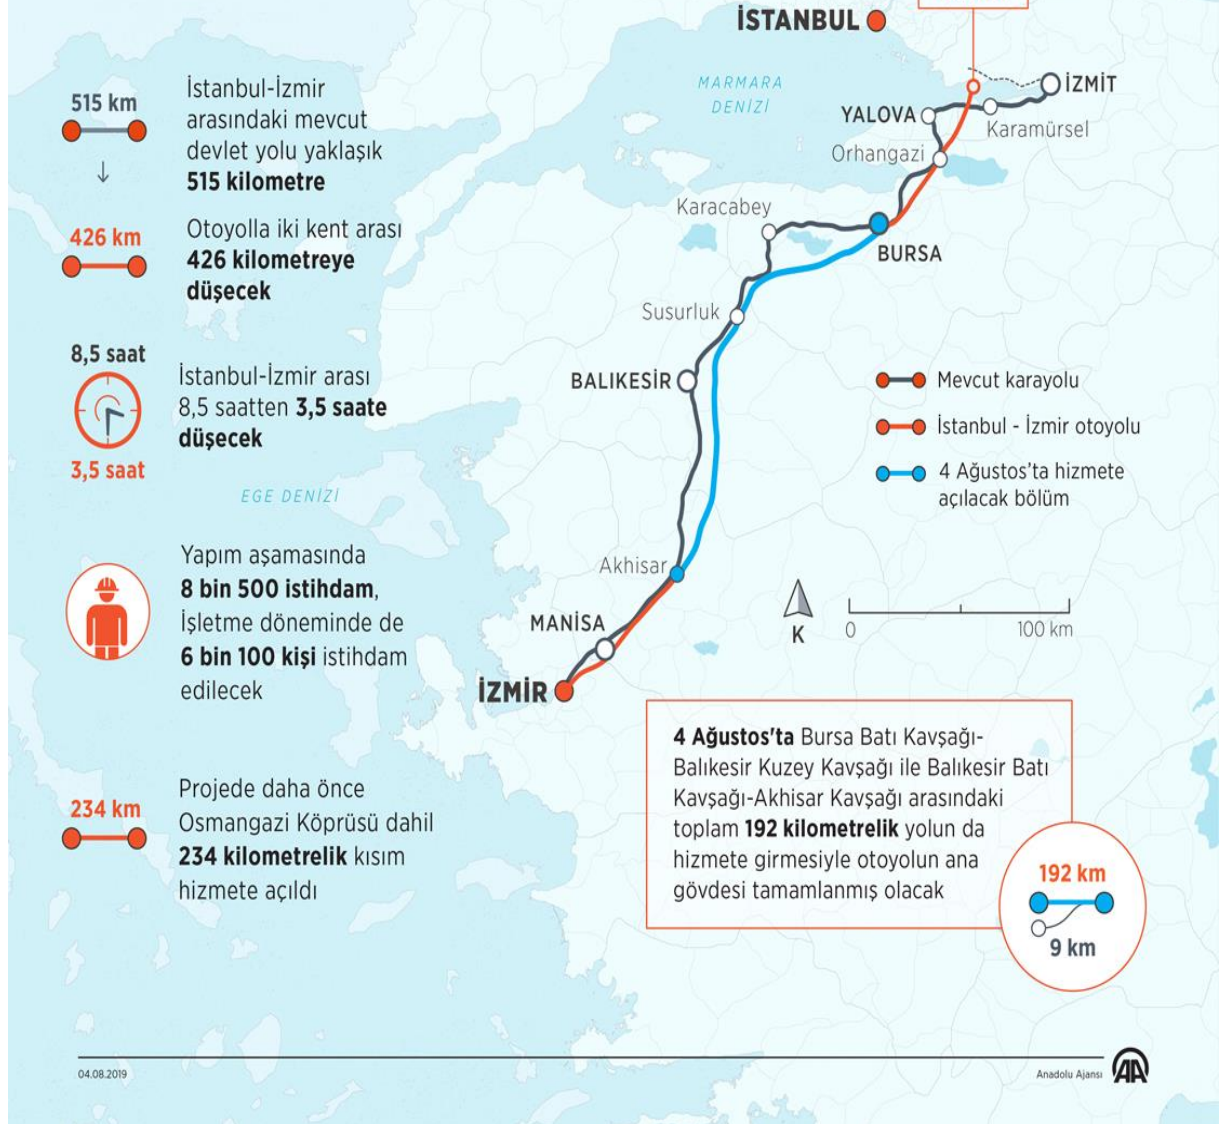 İSTANBUL
MARMARA
DENİZİ
İZMİT
YALOVA
Karamürsel
Orhangazi
Karacabey
BURSA
Susurluk
BALIKESİR
EGE DENİZİ
Akhisar
MANİSA
İZMİR
515 km
İstanbul-İzmir
arasındaki mevcut
devlet yolu yaklaşık
515 kilometre
426 km
Otoyolla iki kent arası
426 kilometreye
düşecek
8,5 saat
3,5 saat
İstanbul-İzmir arası
8,5 saatten 3,5 saate
düşecek
Yapım aşamasında
8 bin 500 istihdam,
İşletme döneminde de
6 bin 100 kişi istihdam
edilecek
234 km
Projede daha önce
Osmangazi Köprüsü dahil
234 kilometrelik kısım
hizmete açıldı
Mevcut karayolu
İstanbul - İzmir otoyolu
4 Ağustos'ta hizmete
açılacak bölüm
K
0
100 km
4 Ağustos'ta Bursa Batı Kavşağı-
Balıkesir Kuzey Kavşağı ile Balıkesir Batı
Kavşağı-Akhisar Kavşağı arasındaki
toplam 192 kilometrelik yolun da
hizmete girmesiyle otoyolun ana
gövdesi tamamlanmış olacak
192 km
9 km
04.08.2019
Anadolu Ajansı
AA